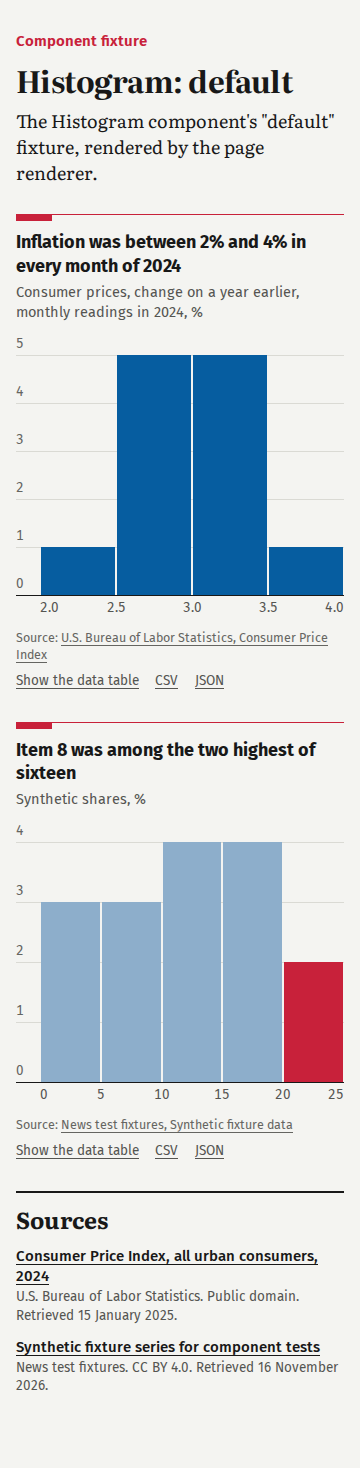 Component fixture
Histogram: default
The Histogram component's "default"
fixture, rendered by the page
renderer.
Inflation was between 2% and 4% in
every month of 2024
Consumer prices, change on a year earlier,
monthly readings in 2024, %
5
4
3
2
1
0
2.0 2.5 3.0 3.5 4.0
Source: U.S. Bureau of Labor Statistics, Consumer Price
Index
Show the data table CSV JSON
Item 8 was among the two highest of
sixteen
Synthetic shares, %
4
3
2
1
0
0 5 10 15 20 25
Source: News test fixtures, Synthetic fixture data
Show the data table CSV JSON
Sources
Consumer Price Index, all urban consumers,
2024
U.S. Bureau of Labor Statistics. Public domain.
Retrieved 15 January 2025.
Synthetic fixture series for component tests
News test fixtures. CC BY 4.0. Retrieved 16 November
2026.